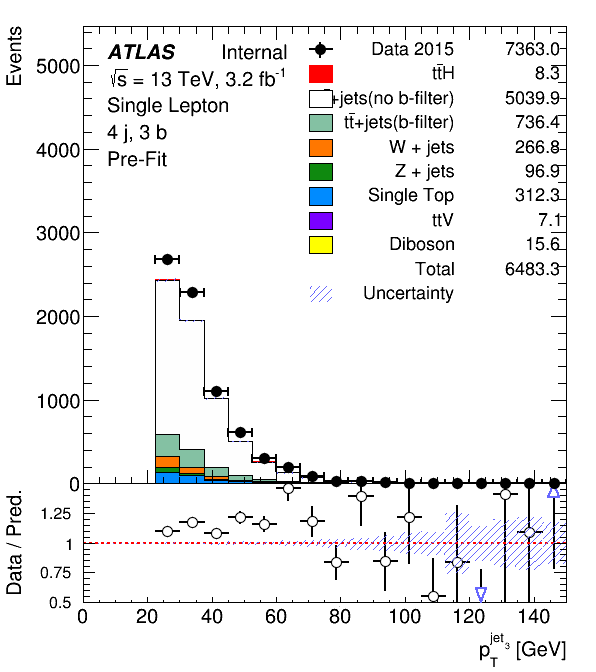 ATLAS Internal
√s = 13 TeV, 3.2 fb⁻¹
Single Lepton
4 j, 3 b
Pre-Fit
Data 2015 7363.0
tt̄H 8.3
+jets(no b-filter) 5039.9
tt̄+jets(b-filter) 736.4
W + jets 266.8
Z + jets 96.9
Single Top 312.3
ttV 7.1
Diboson 15.6
Total 6483.3
Uncertainty
Events
5000
4000
3000
2000
1000
0
Data / Pred.
1.25
1
0.75
0.5
0 20 40 60 80 100 120 140
p_T^jet_3 [GeV]